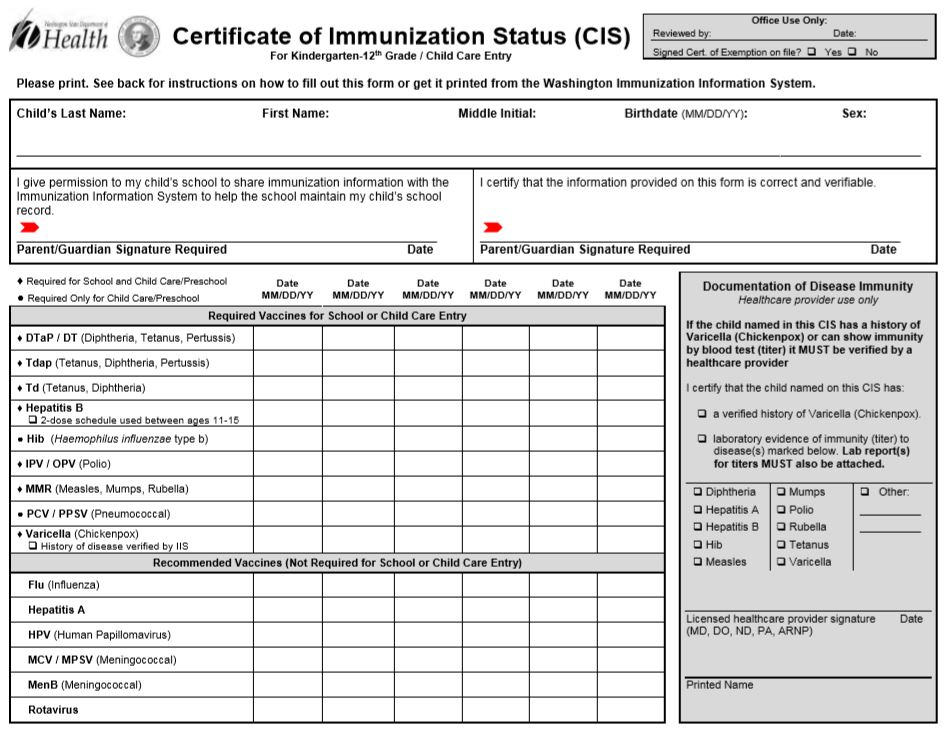 Washington State Department of
Health
Certificate of Immunization Status (CIS)
For Kindergarten-12th Grade / Child Care Entry
Office Use Only:
Reviewed by: Date:
Signed Cert. of Exemption on file? ❑ Yes ❑ No
Please print. See back for instructions on how to fill out this form or get it printed from the Washington Immunization Information System.
Child's Last Name: First Name: Middle Initial: Birthdate (MM/DD/YY): Sex:
I give permission to my child's school to share immunization information with the
Immunization Information System to help the school maintain my child's school
record.
Parent/Guardian Signature Required Date
I certify that the information provided on this form is correct and verifiable.
Parent/Guardian Signature Required Date
♦ Required for School and Child Care/Preschool
● Required Only for Child Care/Preschool
Date Date Date Date Date Date
MM/DD/YY MM/DD/YY MM/DD/YY MM/DD/YY MM/DD/YY MM/DD/YY
Required Vaccines for School or Child Care Entry
♦ DTaP / DT (Diphtheria, Tetanus, Pertussis)
♦ Tdap (Tetanus, Diphtheria, Pertussis)
♦ Td (Tetanus, Diphtheria)
♦ Hepatitis B
❑ 2-dose schedule used between ages 11-15
● Hib (Haemophilus influenzae type b)
♦ IPV / OPV (Polio)
♦ MMR (Measles, Mumps, Rubella)
● PCV / PPSV (Pneumococcal)
♦ Varicella (Chickenpox)
❑ History of disease verified by IIS
Recommended Vaccines (Not Required for School or Child Care Entry)
Flu (Influenza)
Hepatitis A
HPV (Human Papillomavirus)
MCV / MPSV (Meningococcal)
MenB (Meningococcal)
Rotavirus
Documentation of Disease Immunity
Healthcare provider use only
If the child named in this CIS has a history of
Varicella (Chickenpox) or can show immunity
by blood test (titer) it MUST be verified by a
healthcare provider
I certify that the child named on this CIS has:
❑ a verified history of Varicella (Chickenpox).
❑ laboratory evidence of immunity (titer) to
disease(s) marked below. Lab report(s)
for titers MUST also be attached.
❑ Diphtheria ❑ Mumps ❑ Other:
❑ Hepatitis A ❑ Polio
❑ Hepatitis B ❑ Rubella
❑ Hib ❑ Tetanus
❑ Measles ❑ Varicella
Licensed healthcare provider signature Date
(MD, DO, ND, PA, ARNP)
Printed Name